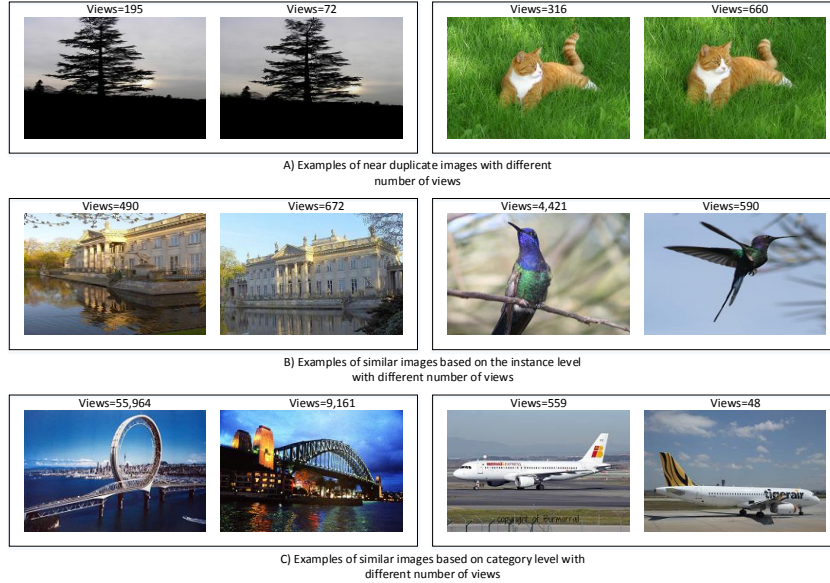 Views=195
Views=72
Views=316
Views=660
A) Examples of near duplicate images with different
number of views
Views=490
Views=672
Views=4,421
Views=590
B) Examples of similar images based on the instance level
with different number of views
Views=55,964
Views=9,161
Views=559
Views=48
tigerair
copyright of Burmarrad
C) Examples of similar images based on category level with
different number of views